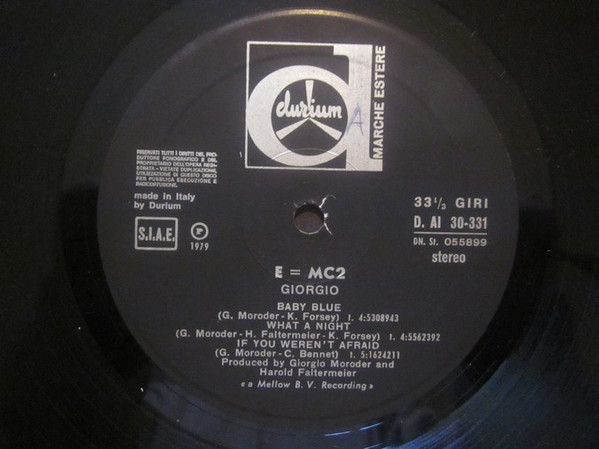 durium
A
MARCHE ESTERE
RISERVATI TUTTI I DIRITTI DEL PRO-
DUTTORE FONOGRAFICO E DEL
PROPRIETARIO DELL'OPERA REGI-
STRATA - VIETATE DUPLICAZIONE,
UTILIZZAZIONE DI QUESTO DISCO
PER PUBBLICA ESECUZIONE E
RADIODIFFUSIONE.
made in Italy
by Durium
S.I.A.E.
P
1979
33 1/3 GIRI
D. AI 30-331
DN. St. 055899
stereo
E = MC2
GIORGIO
BABY BLUE
(G. Moroder - K. Forsey) t. 4:5308943
WHAT A NIGHT
(G. Moroder - H. Faltermeier - K. Forsey) t. 4:5562392
IF YOU WEREN'T AFRAID
(G. Moroder - C. Bennet) t. 5:1624211
Produced by Giorgio Moroder and
Harold Faltermeier
« a Mellow B. V. Recording »